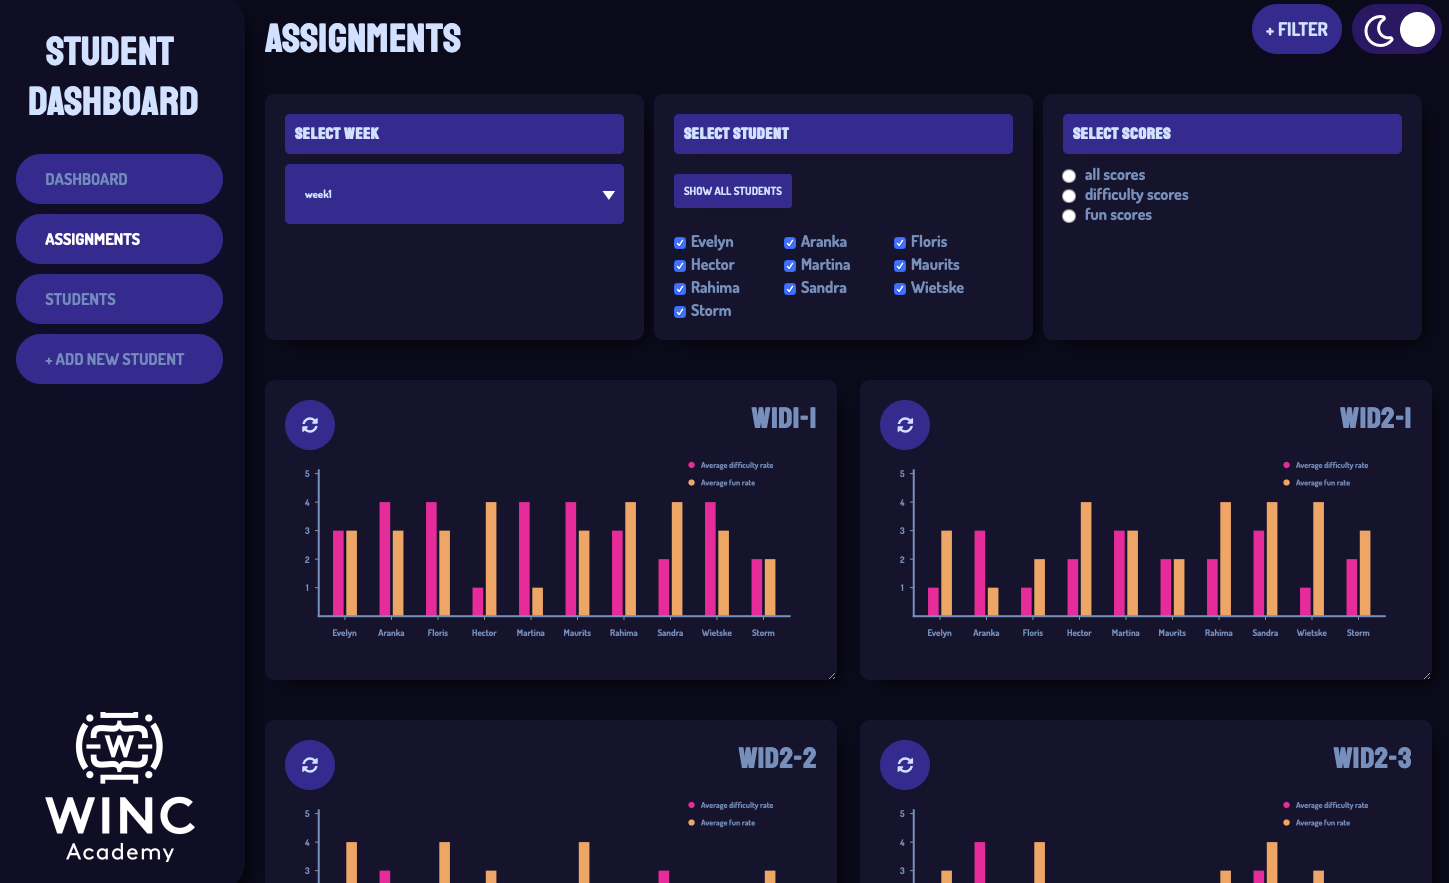 STUDENT
DASHBOARD
DASHBOARD
ASSIGNMENTS
STUDENTS
+ ADD NEW STUDENT
W
WINC
Academy
ASSIGNMENTS
+ FILTER
SELECT WEEK
week1
SELECT STUDENT
SHOW ALL STUDENTS
Evelyn Aranka Floris
Hector Martina Maurits
Rahima Sandra Wietske
Storm
SELECT SCORES
all scores
difficulty scores
fun scores
W1D1-1
Average difficulty rate
Average fun rate
5
4
3
2
1
Evelyn Aranka Floris Hector Martina Maurits Rahima Sandra Wietske Storm
W1D2-1
Average difficulty rate
Average fun rate
5
4
3
2
1
Evelyn Aranka Floris Hector Martina Maurits Rahima Sandra Wietske Storm
W1D2-2
Average difficulty rate
Average fun rate
5
4
3
W1D2-3
Average difficulty rate
Average fun rate
5
4
3